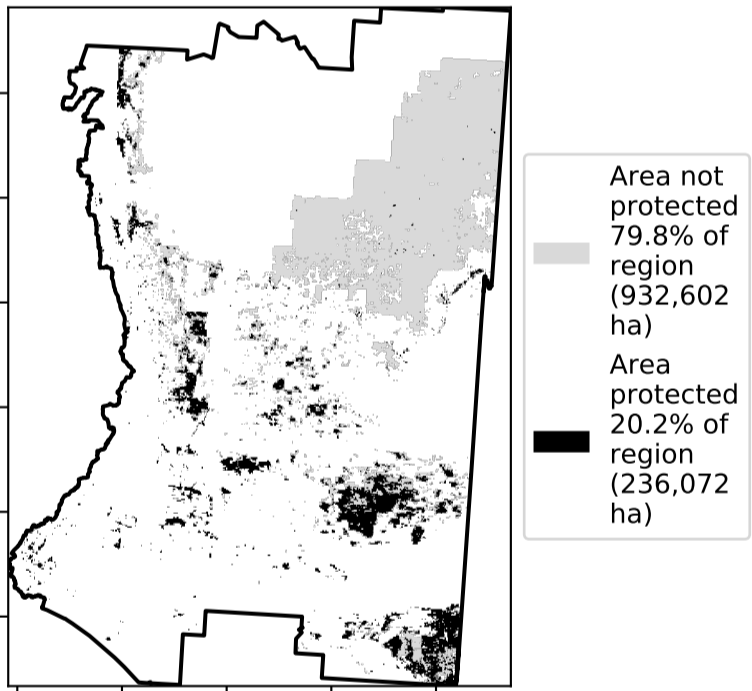 Area not
protected
79.8% of
region
(932,602
ha)
Area
protected
20.2% of
region
(236,072
ha)